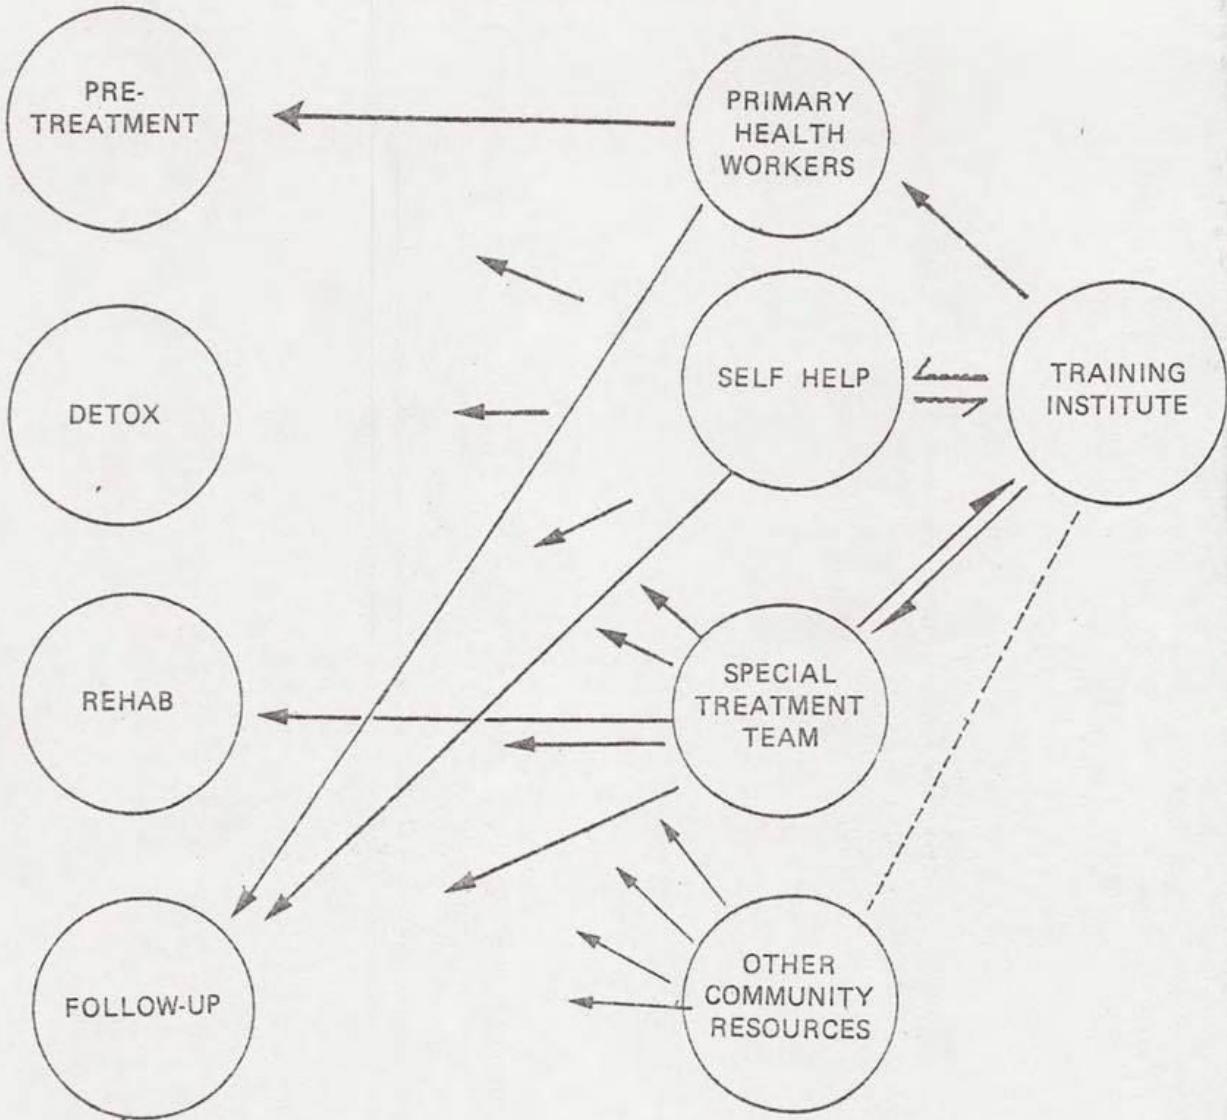 PRE-
TREATMENT
PRIMARY
HEALTH
WORKERS
DETOX
SELF HELP
TRAINING
INSTITUTE
REHAB
SPECIAL
TREATMENT
TEAM
FOLLOW-UP
OTHER
COMMUNITY
RESOURCES